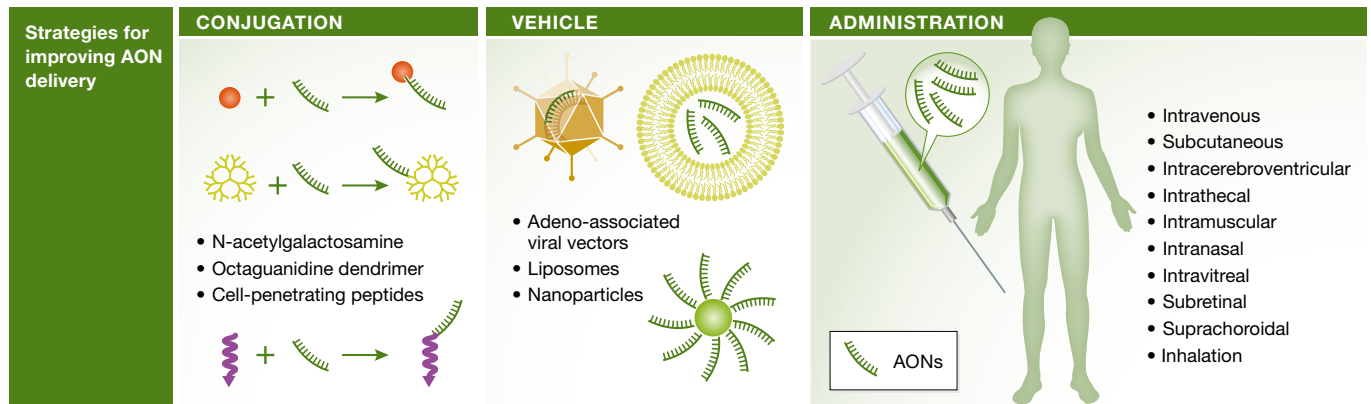 Strategies for
improving AON
delivery
CONJUGATION
• N-acetylgalactosamine
• Octaguanidine dendrimer
• Cell-penetrating peptides
VEHICLE
• Adeno-associated
viral vectors
• Liposomes
• Nanoparticles
ADMINISTRATION
AONs
• Intravenous
• Subcutaneous
• Intracerebroventricular
• Intrathecal
• Intramuscular
• Intranasal
• Intravitreal
• Subretinal
• Suprachoroidal
• Inhalation